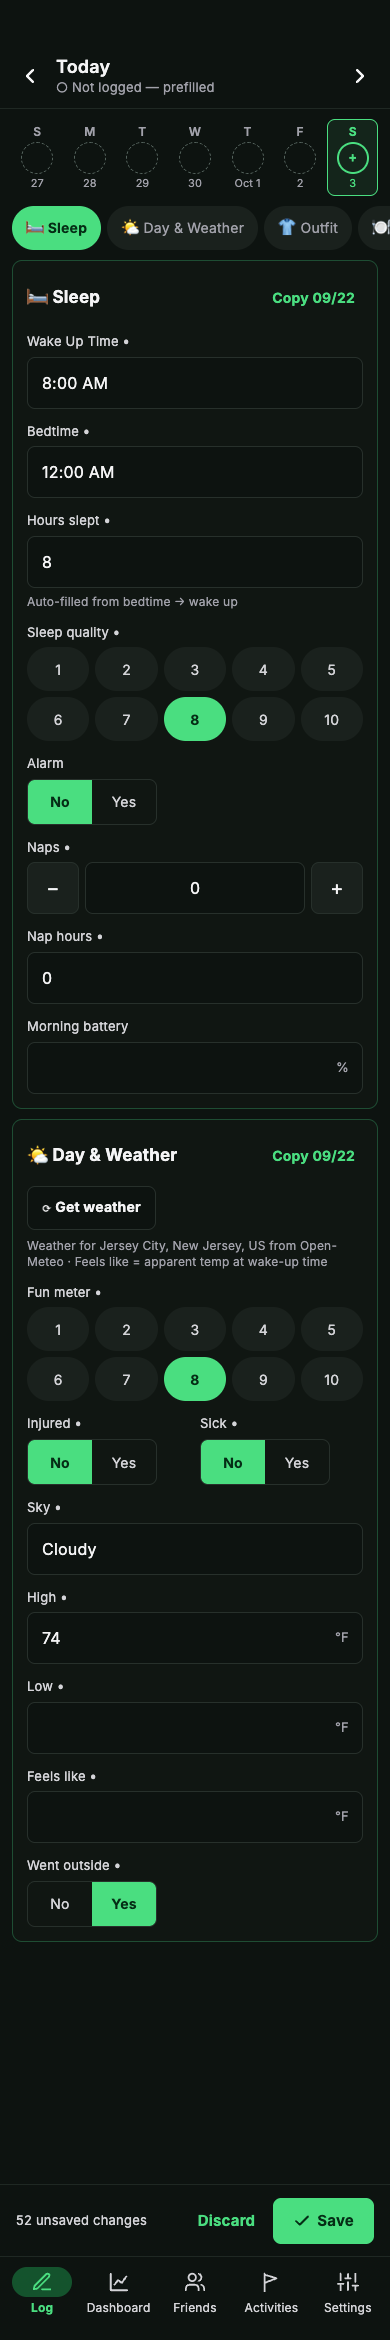 Today
Not logged — prefilled
S M T W T F S
+
27 28 29 30 Oct 1 2 3
Sleep Day & Weather Outfit
Sleep Copy 09/22
Wake Up Time •
8:00 AM
Bedtime •
12:00 AM
Hours slept •
8
Auto-filled from bedtime → wake up
Sleep quality •
1 2 3 4 5
6 7 8 9 10
Alarm
No Yes
Naps •
− 0 +
Nap hours •
0
Morning battery
%
Day & Weather Copy 09/22
⟳ Get weather
Weather for Jersey City, New Jersey, US from Open-
Meteo · Feels like = apparent temp at wake-up time
Fun meter •
1 2 3 4 5
6 7 8 9 10
Injured • Sick •
No Yes No Yes
Sky •
Cloudy
High •
74 °F
Low •
°F
Feels like •
°F
Went outside •
No Yes
52 unsaved changes Discard Save
Log Dashboard Friends Activities Settings